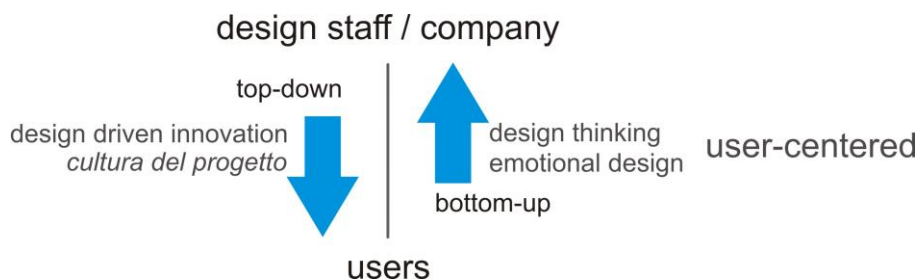 design staff / company
top-down
design driven innovation
cultura del progetto
design thinking
emotional design
user-centered
bottom-up
users